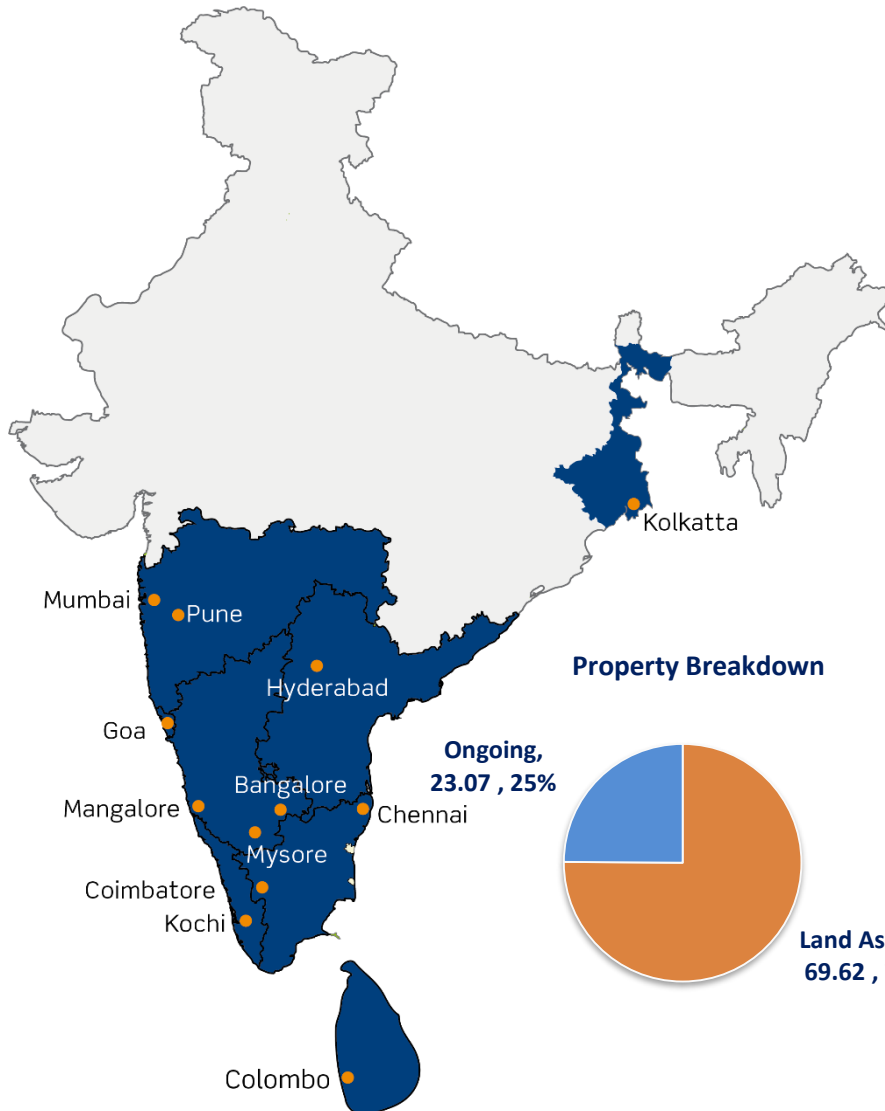 Kolkatta
Mumbai
Pune
Hyderabad
Property Breakdown
Goa
Ongoing,
23.07 , 25%
Bangalore
Mangalore
Chennai
Mysore
Coimbatore
Kochi
Land As
69.62 ,
Colombo